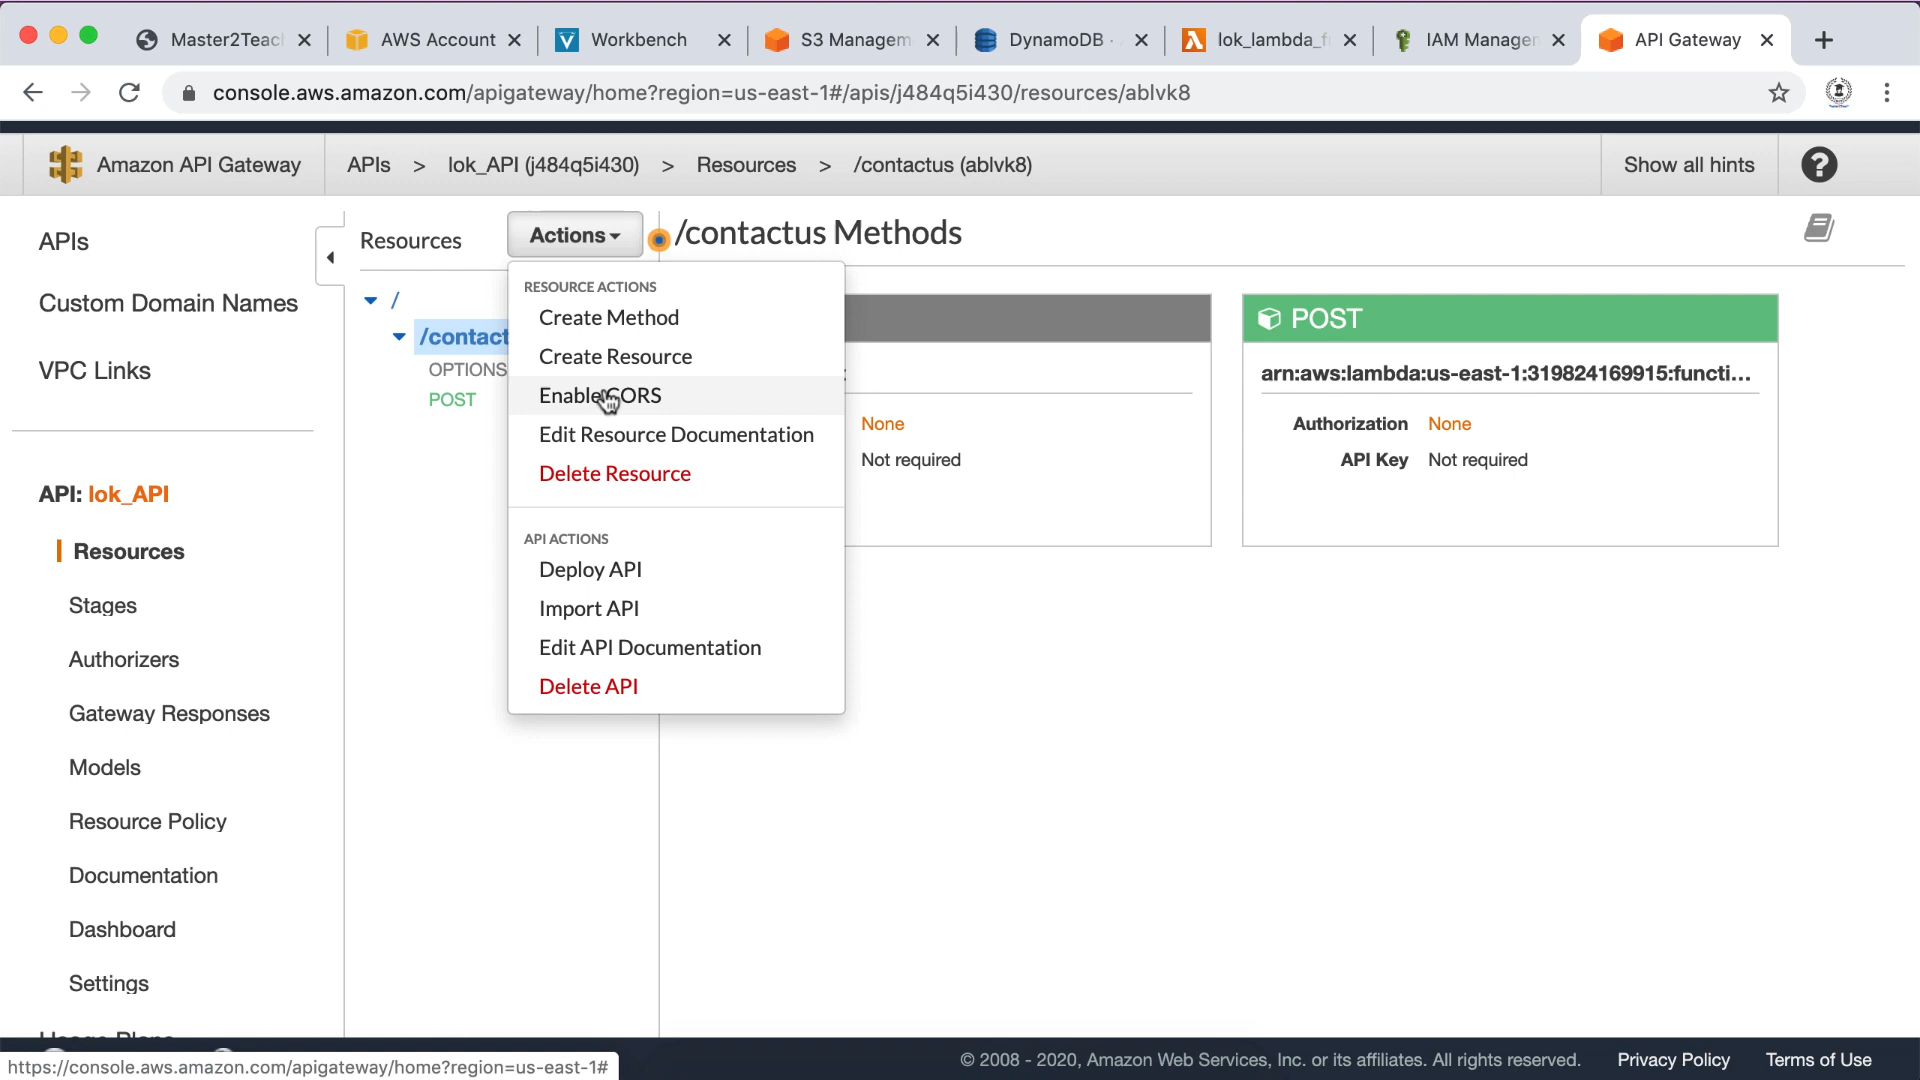 Master2Teac
AWS Account
Workbench
S3 Managem
DynamoDB
lok_lambda_f
IAM Manage
API Gateway
console.aws.amazon.com/apigateway/home?region=us-east-1#/apis/j484q5i430/resources/ablvk8
Amazon API Gateway
APIs > lok_API (j484q5i430) > Resources > /contactus (ablvk8)
Show all hints
APIs
Custom Domain Names
VPC Links
API: lok_API
Resources
Stages
Authorizers
Gateway Responses
Models
Resource Policy
Documentation
Dashboard
Settings
Resources
Actions
/
/contact
OPTIONS
POST
RESOURCE ACTIONS
Create Method
Create Resource
Enable CORS
Edit Resource Documentation
Delete Resource
API ACTIONS
Deploy API
Import API
Edit API Documentation
Delete API
/contactus Methods
None
Not required
POST
arn:aws:lambda:us-east-1:319824169915:functi...
Authorization None
API Key Not required
https://console.aws.amazon.com/apigateway/home?region=us-east-1#
© 2008 - 2020, Amazon Web Services, Inc. or its affiliates. All rights reserved.
Privacy Policy
Terms of Use